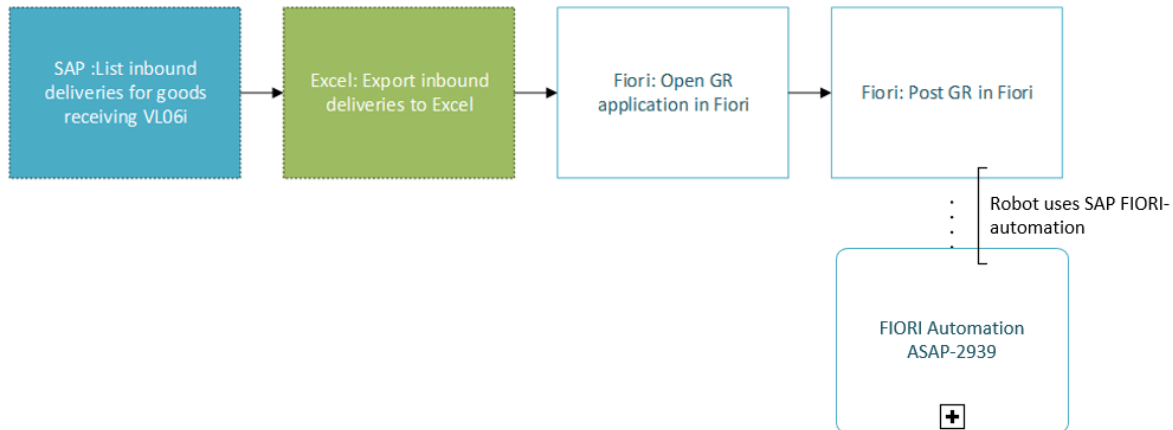 SAP :List inbound
deliveries for goods
receiving VL06i
Excel: Export inbound
deliveries to Excel
Fiori: Open GR
application in Fiori
Fiori: Post GR in Fiori
Robot uses SAP FIORI-
automation
FIORI Automation
ASAP-2939